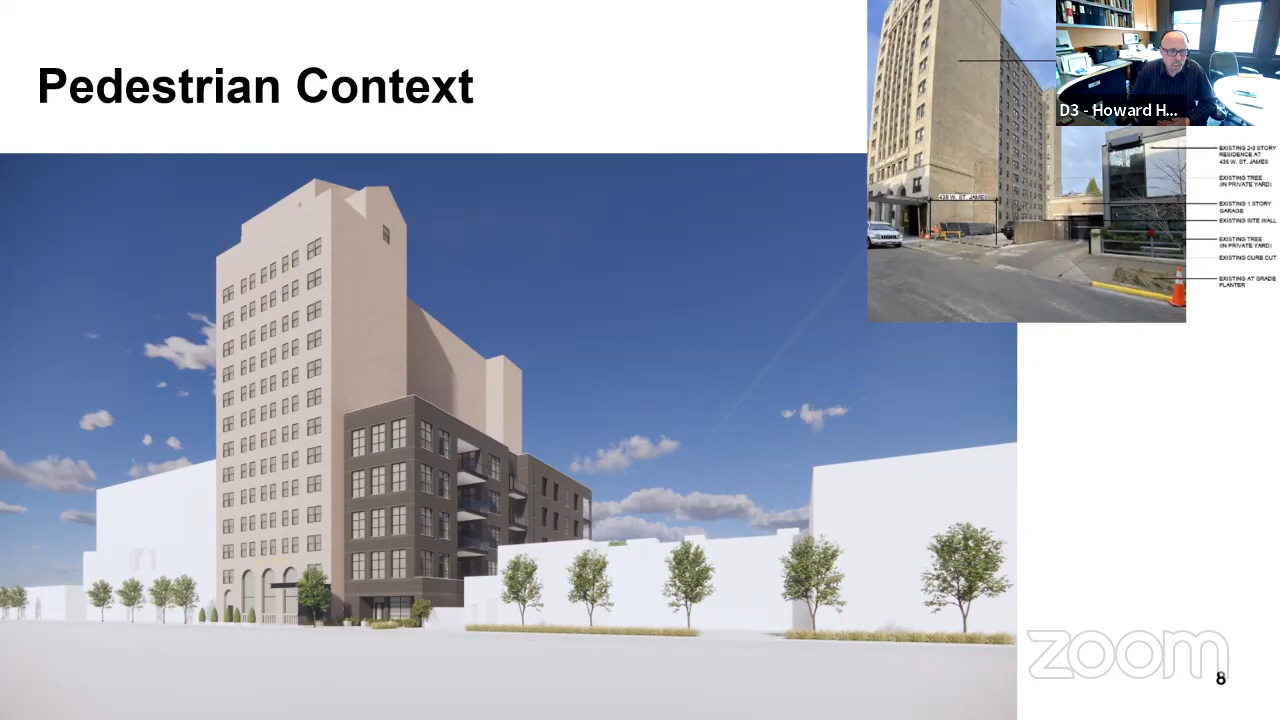 Pedestrian Context
D3 - Howard H...
438 W. ST. JAMES
EXISTING 2-3 STORY
RESIDENCE AT
436 W. ST. JAMES
EXISTING TREE
(IN PRIVATE YARD)
EXISTING 1 STORY
GARAGE
EXISTING SITE WALL
EXISTING TREE
(IN PRIVATE YARD)
EXISTING CURB CUT
EXISTING AT GRADE
PLANTER
zoom
8